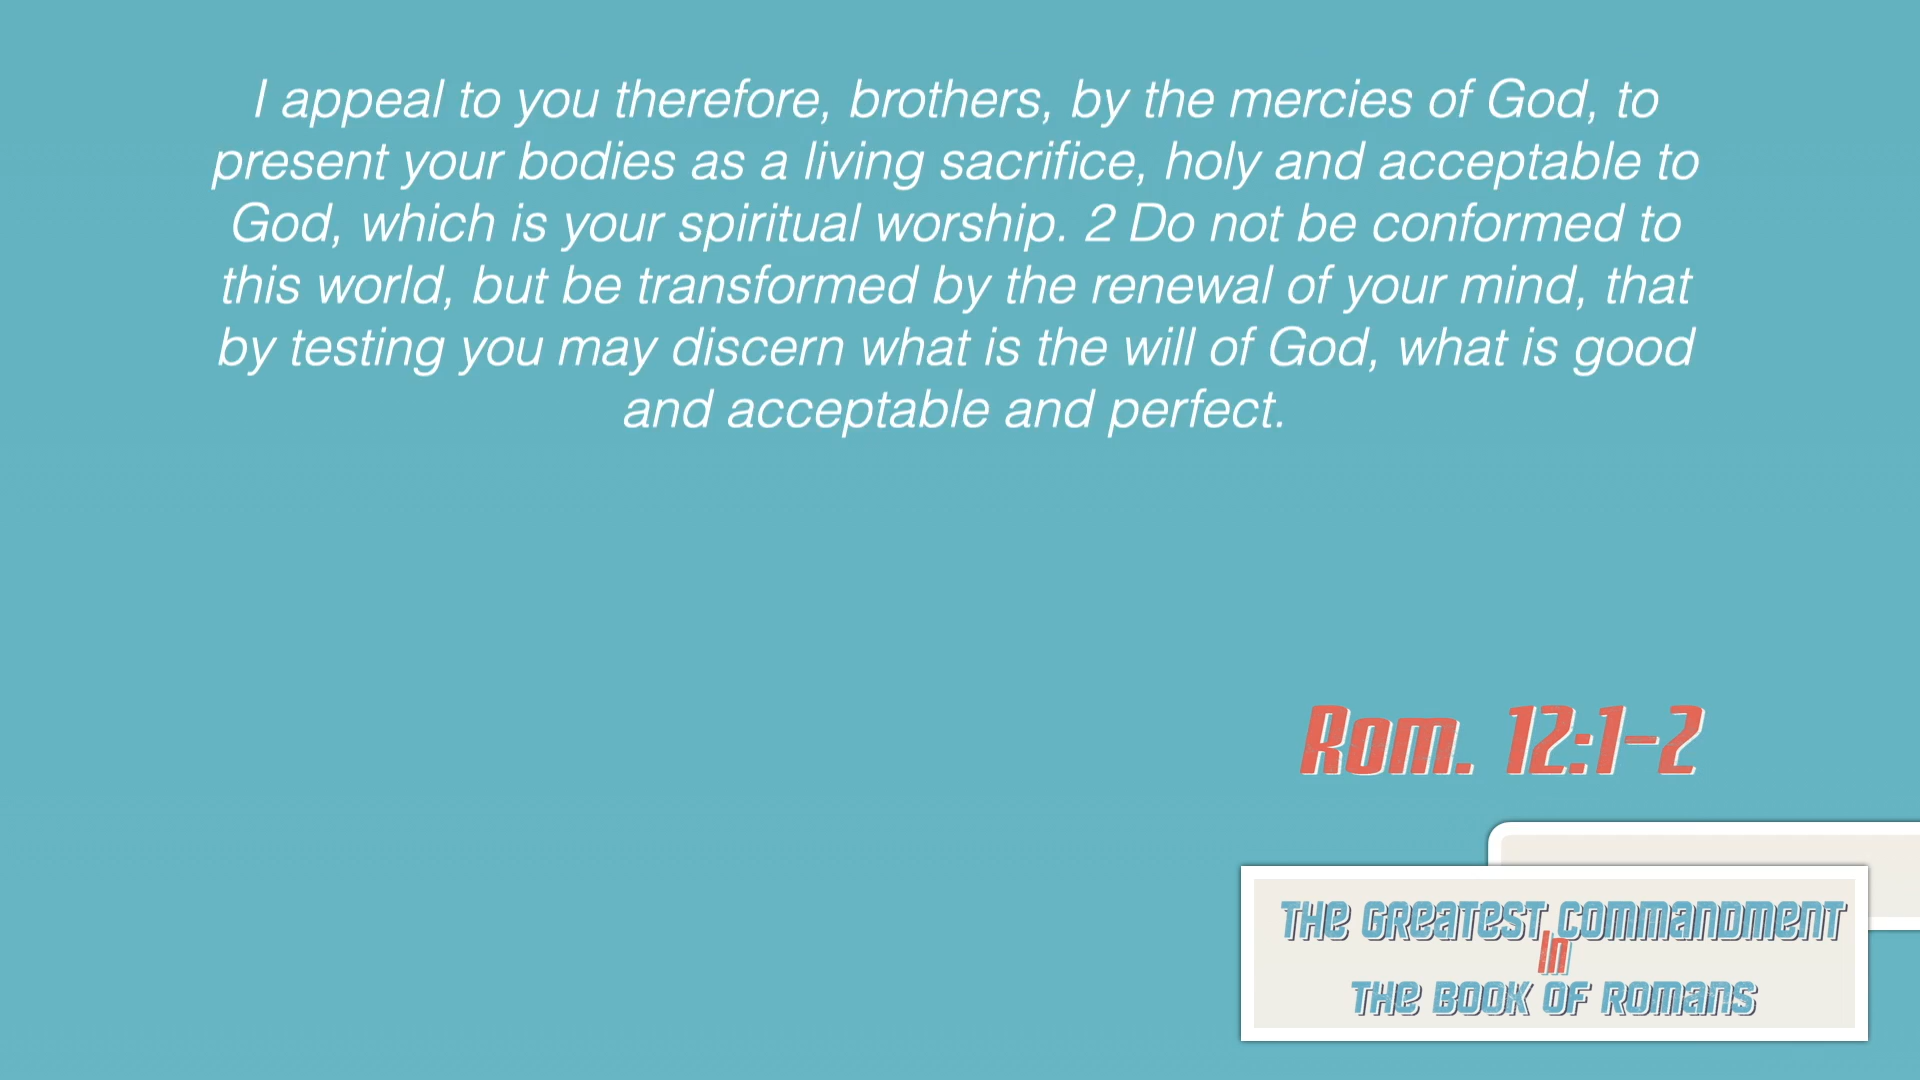 I appeal to you therefore, brothers, by the mercies of God, to
present your bodies as a living sacrifice, holy and acceptable to
God, which is your spiritual worship. 2 Do not be conformed to
this world, but be transformed by the renewal of your mind, that
by testing you may discern what is the will of God, what is good
and acceptable and perfect.
Rom. 12:1-2
THE GREATEST COMMANDMENT
In
THE BOOK OF ROMANS